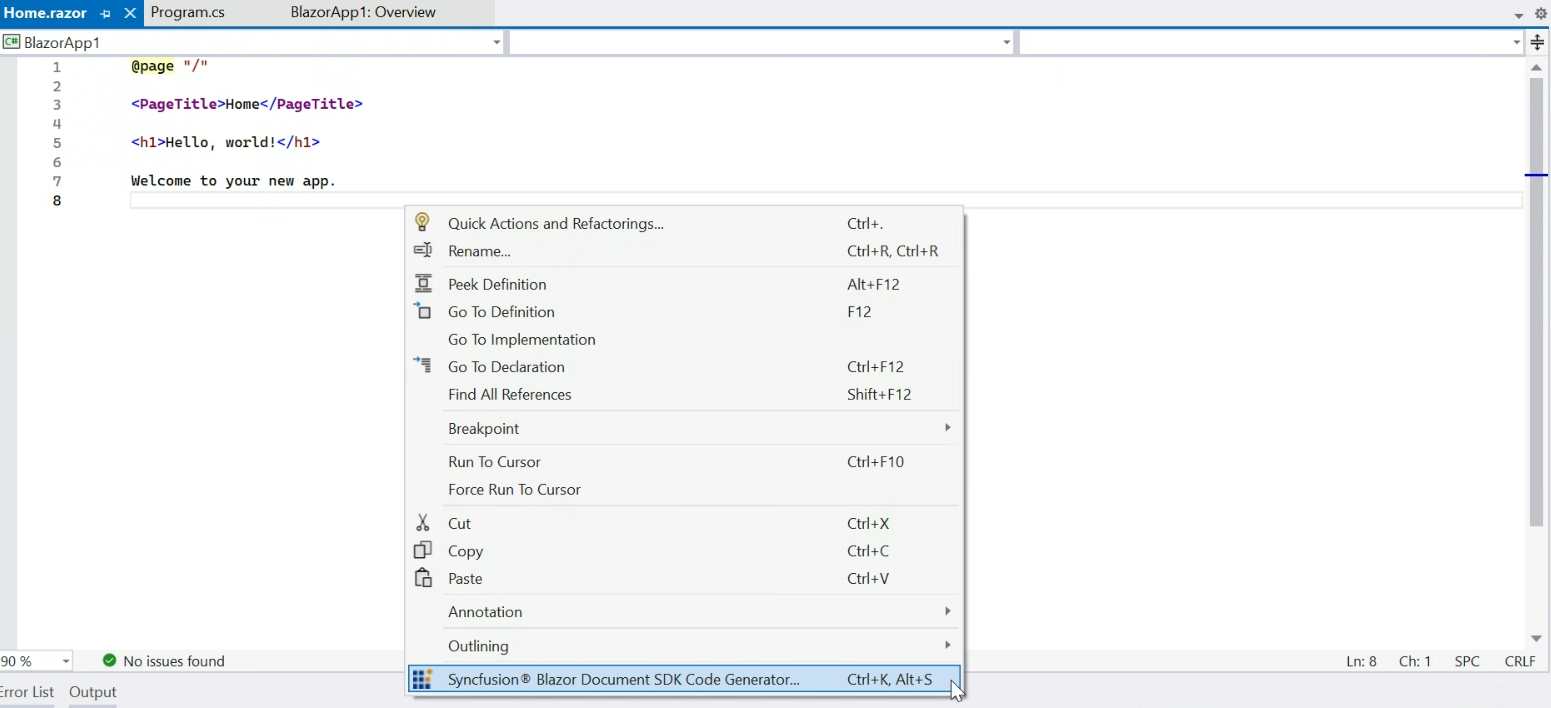 Home.razor Program.cs BlazorApp1: Overview
C# BlazorApp1
1 @page "/"
2
3 <PageTitle>Home</PageTitle>
4
5 <h1>Hello, world!</h1>
6
7 Welcome to your new app.
8
Quick Actions and Refactorings... Ctrl+.
Rename... Ctrl+R, Ctrl+R
Peek Definition Alt+F12
Go To Definition F12
Go To Implementation
Go To Declaration Ctrl+F12
Find All References Shift+F12
Breakpoint
Run To Cursor Ctrl+F10
Force Run To Cursor
Cut Ctrl+X
Copy Ctrl+C
Paste Ctrl+V
Annotation
Outlining
Syncfusion® Blazor Document SDK Code Generator... Ctrl+K, Alt+S
90 % No issues found Ln: 8 Ch: 1 SPC CRLF
Error List Output